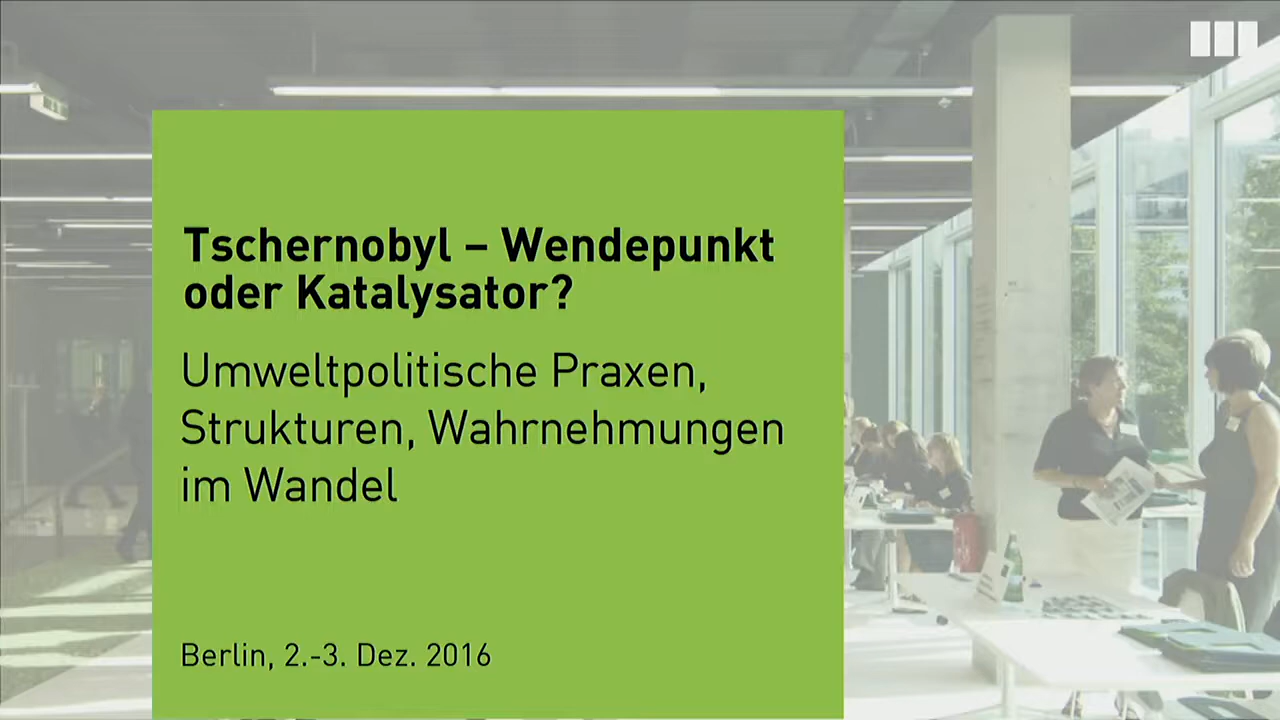 Tschernobyl – Wendepunkt
oder Katalysator?
Umweltpolitische Praxen,
Strukturen, Wahrnehmungen
im Wandel
Berlin, 2.-3. Dez. 2016